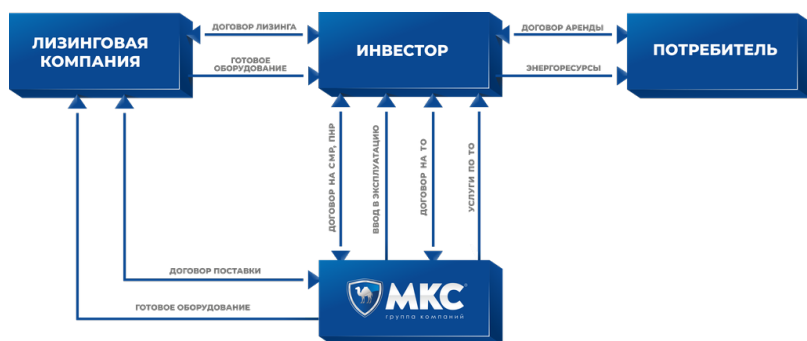 ЛИЗИНГОВАЯ
КОМПАНИЯ
ДОГОВОР ЛИЗИНГА
ГОТОВОЕ
ОБОРУДОВАНИЕ
ИНВЕСТОР
ДОГОВОР АРЕНДЫ
ЭНЕРГОРЕСУРСЫ
ПОТРЕБИТЕЛЬ
ДОГОВОР НА СМР, ПНР
ВВОД В ЭКСПЛУАТАЦИЮ
ДОГОВОР НА ТО
УСЛУГИ ПО ТО
ДОГОВОР ПОСТАВКИ
ГОТОВОЕ ОБОРУДОВАНИЕ
МКС
группа компаний